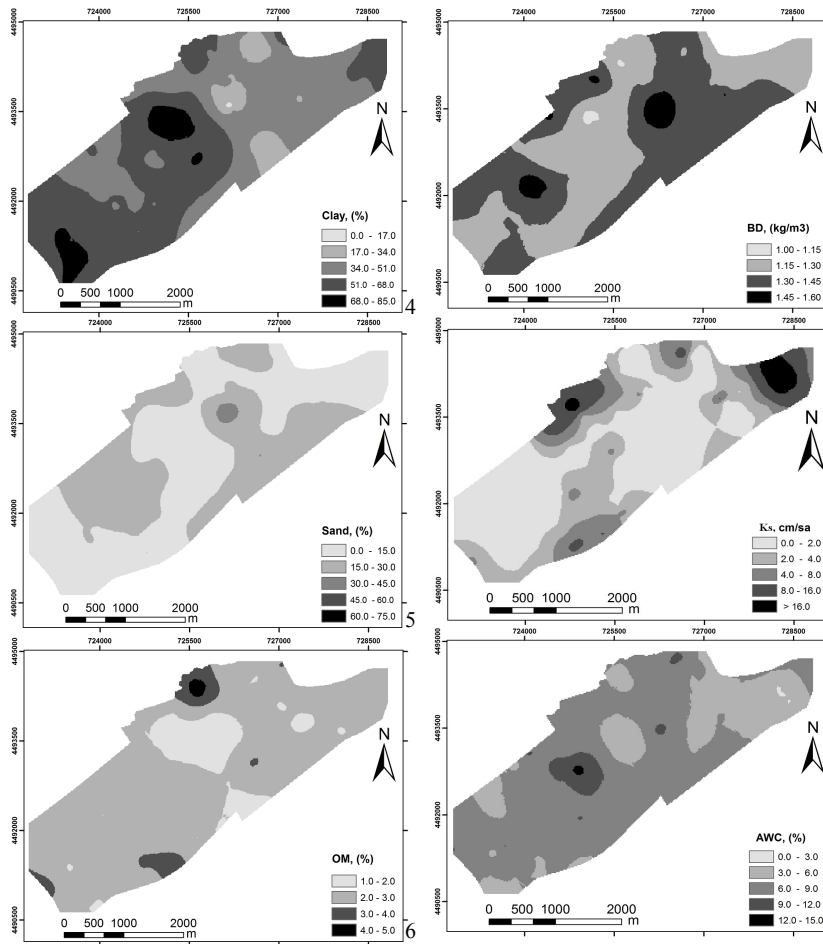 724000 725500 727000 728500
4495000
4493500
4492000
4490500
N
Clay, (%)
0.0 - 17.0
17.0 - 34.0
34.0 - 51.0
51.0 - 68.0
68.0 - 85.0
0 500 1000 2000
m
4
724000 725500 727000 728500
4495000
4493500
4492000
4490500
N
BD, (kg/m3)
1.00 - 1.15
1.15 - 1.30
1.30 - 1.45
1.45 - 1.60
0 500 1000 2000
m
724000 725500 727000 728500
4495000
4493500
4492000
4490500
N
Sand, (%)
0.0 - 15.0
15.0 - 30.0
30.0 - 45.0
45.0 - 60.0
60.0 - 75.0
0 500 1000 2000
m
5
724000 725500 727000 728500
4495000
4493500
4492000
4490500
N
Ks, cm/sa
0.0 - 2.0
2.0 - 4.0
4.0 - 8.0
8.0 - 16.0
> 16.0
0 500 1000 2000
m
724000 725500 727000 728500
4495000
4493500
4492000
4490500
N
OM, (%)
1.0 - 2.0
2.0 - 3.0
3.0 - 4.0
4.0 - 5.0
0 500 1000 2000
m
6
724000 725500 727000 728500
4495000
4493500
4492000
4490500
N
AWC, (%)
0.0 - 3.0
3.0 - 6.0
6.0 - 9.0
9.0 - 12.0
12.0 - 15.0
0 500 1000 2000
m